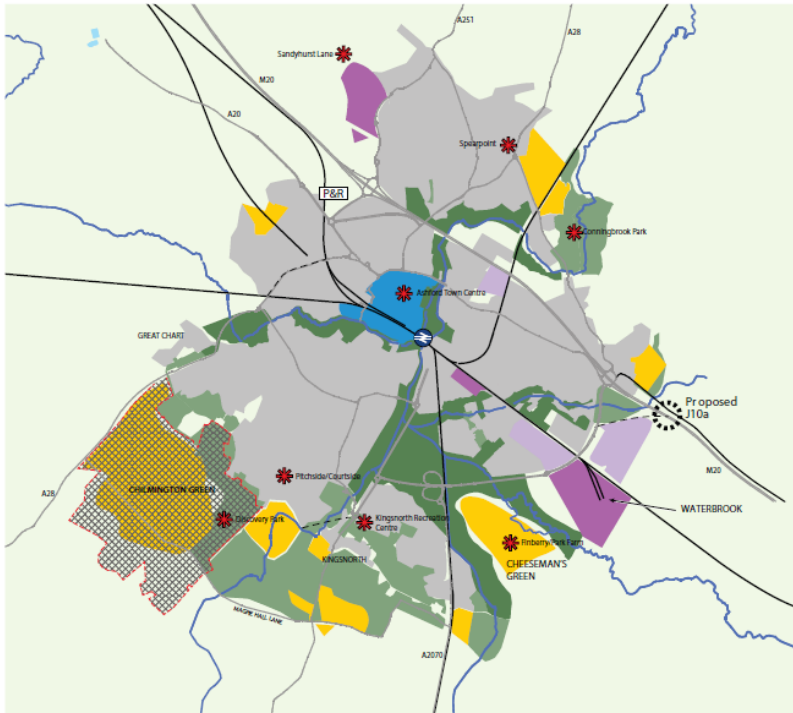 A251
A28
Sandyhurst Lane
M20
A20
Spearpoint
P&R
Conningbrook Park
Ashford Town Centre
GREAT CHART
Proposed
J10a
M20
Pitchside/Courtside
CHILMINGTON GREEN
A28
WATERBROOK
Discovery Park
Kingsnorth Recreation
Centre
Finberry/Park Farm
KINGSNORTH
CHEESEMAN'S
GREEN
MAGPIE HALL LANE
A2070